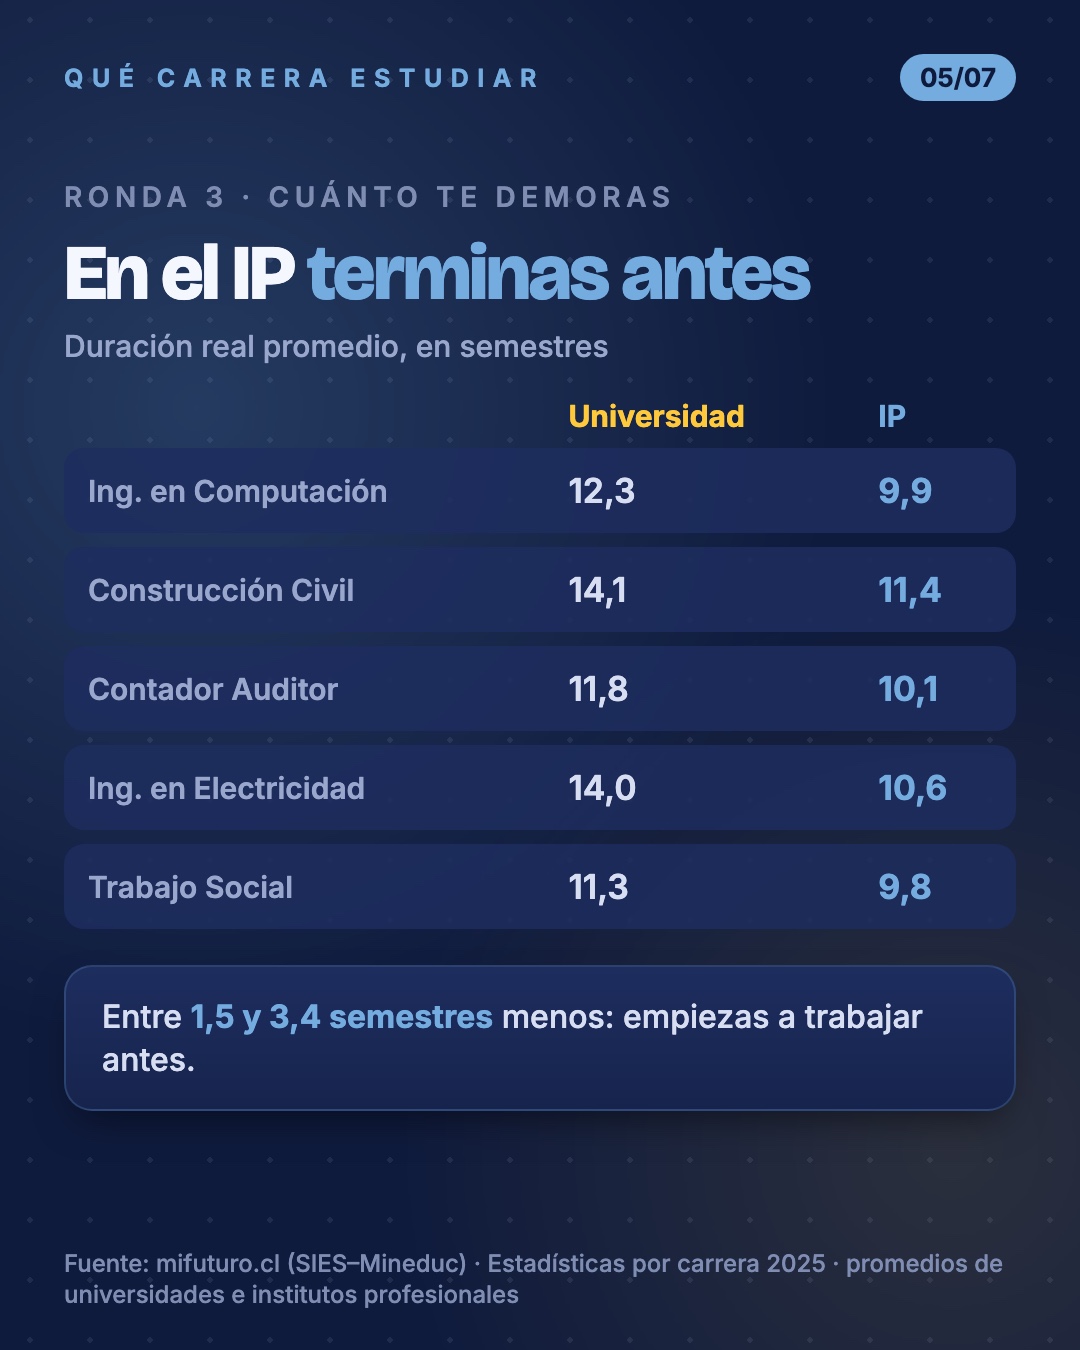 QUÉ CARRERA ESTUDIAR
05/07
RONDA 3 · CUÁNTO TE DEMORAS
En el IP terminas antes
Duración real promedio, en semestres
Universidad IP
Ing. en Computación 12,3 9,9
Construcción Civil 14,1 11,4
Contador Auditor 11,8 10,1
Ing. en Electricidad 14,0 10,6
Trabajo Social 11,3 9,8
Entre 1,5 y 3,4 semestres menos: empiezas a trabajar
antes.
Fuente: mifuturo.cl (SIES–Mineduc) · Estadísticas por carrera 2025 · promedios de
universidades e institutos profesionales